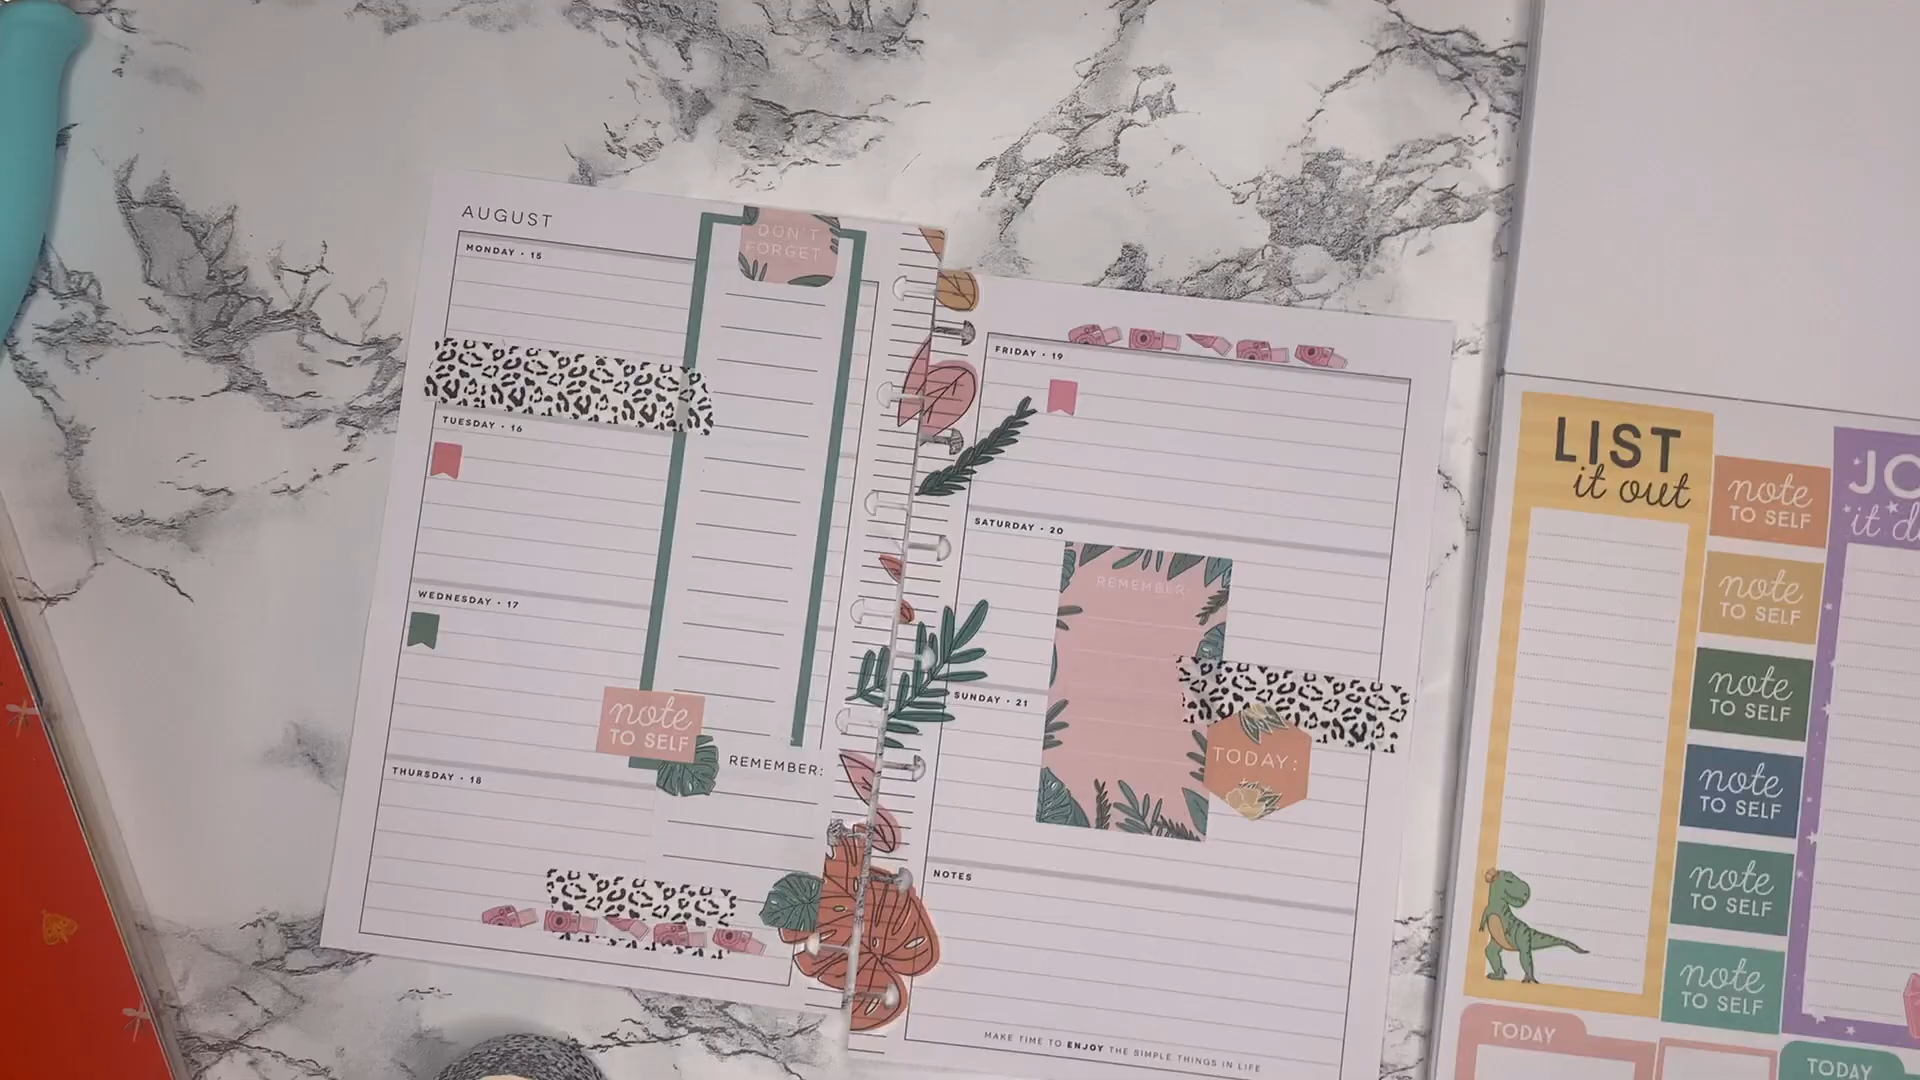 AUGUST
MONDAY • 15
DON'T
FORGET
TUESDAY • 16
WEDNESDAY • 17
note
TO SELF
REMEMBER:
THURSDAY • 18
FRIDAY • 19
SATURDAY • 20
REMEMBER:
SUNDAY • 21
TODAY:
NOTES
MAKE TIME TO ENJOY THE SIMPLE THINGS IN LIFE
LIST
it out
note
TO SELF
note
TO SELF
note
TO SELF
note
TO SELF
note
TO SELF
note
TO SELF
JO
it d
TODAY
TODAY